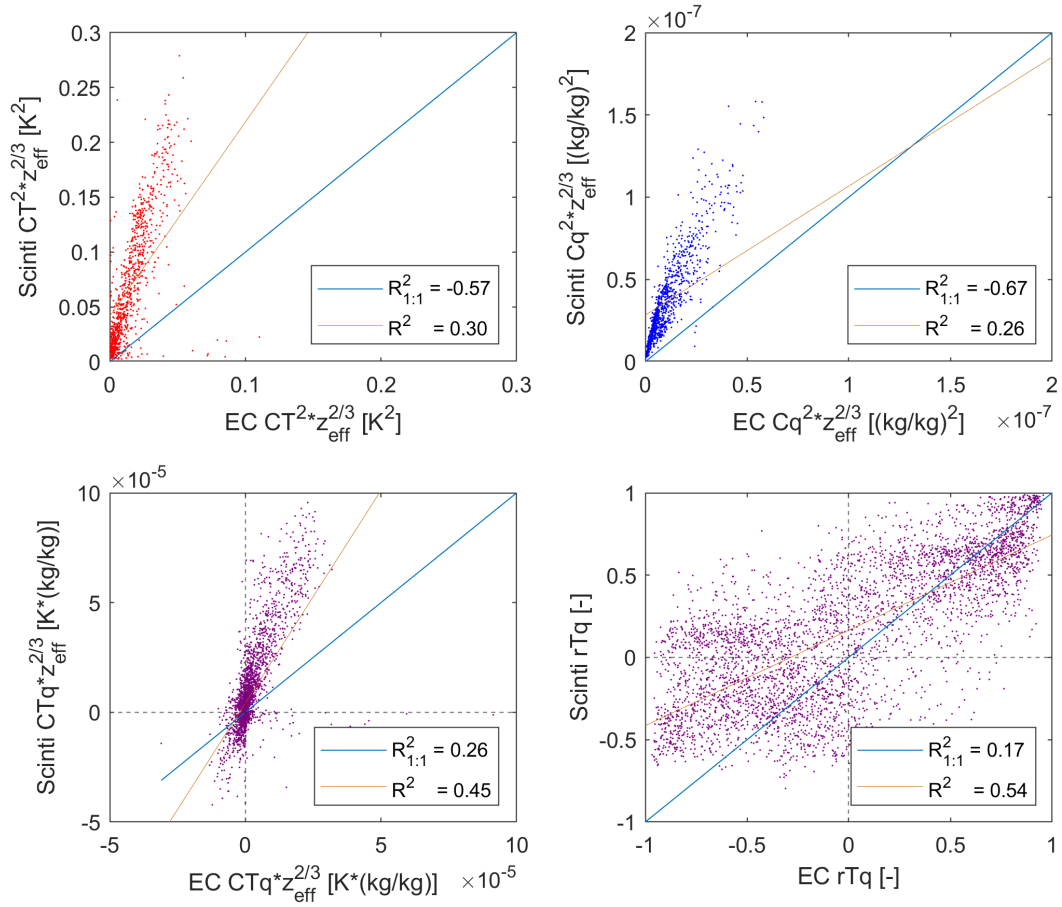 0.3
0.25
0.2
0.15
0.1
0.05
0
0 0.1 0.2 0.3
Scinti CT²*z_eff^2/3 [K²]
EC CT²*z_eff^2/3 [K²]
R²_1:1 = -0.57
R² = 0.30
×10⁻⁷
2
1.5
1
0.5
0
0 0.5 1 1.5 2
×10⁻⁷
Scinti Cq²*z_eff^2/3 [(kg/kg)²]
EC Cq²*z_eff^2/3 [(kg/kg)²]
R²_1:1 = -0.67
R² = 0.26
×10⁻⁵
10
5
0
-5
-5 0 5 10
×10⁻⁵
Scinti CTq*z_eff^2/3 [K*(kg/kg)]
EC CTq*z_eff^2/3 [K*(kg/kg)]
R²_1:1 = 0.26
R² = 0.45
1
0.5
0
-0.5
-1
-1 -0.5 0 0.5 1
Scinti rTq [-]
EC rTq [-]
R²_1:1 = 0.17
R² = 0.54